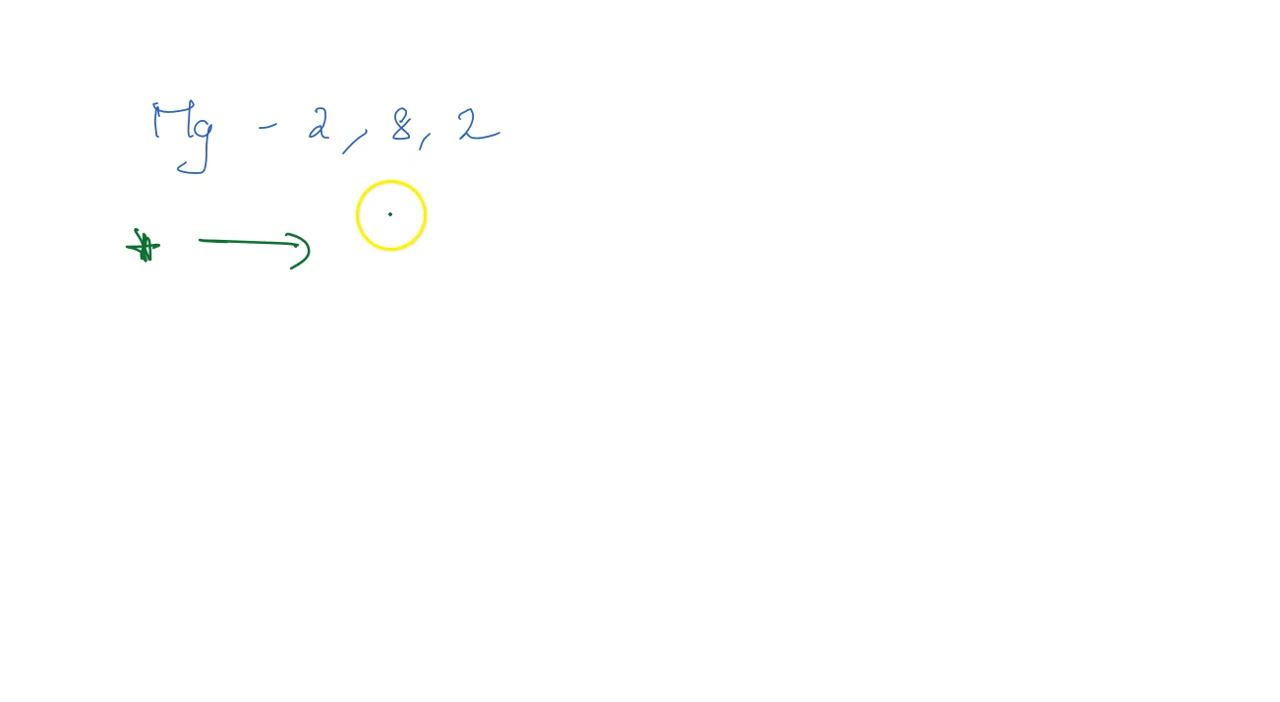 Mg - 2, 8, 2
* →